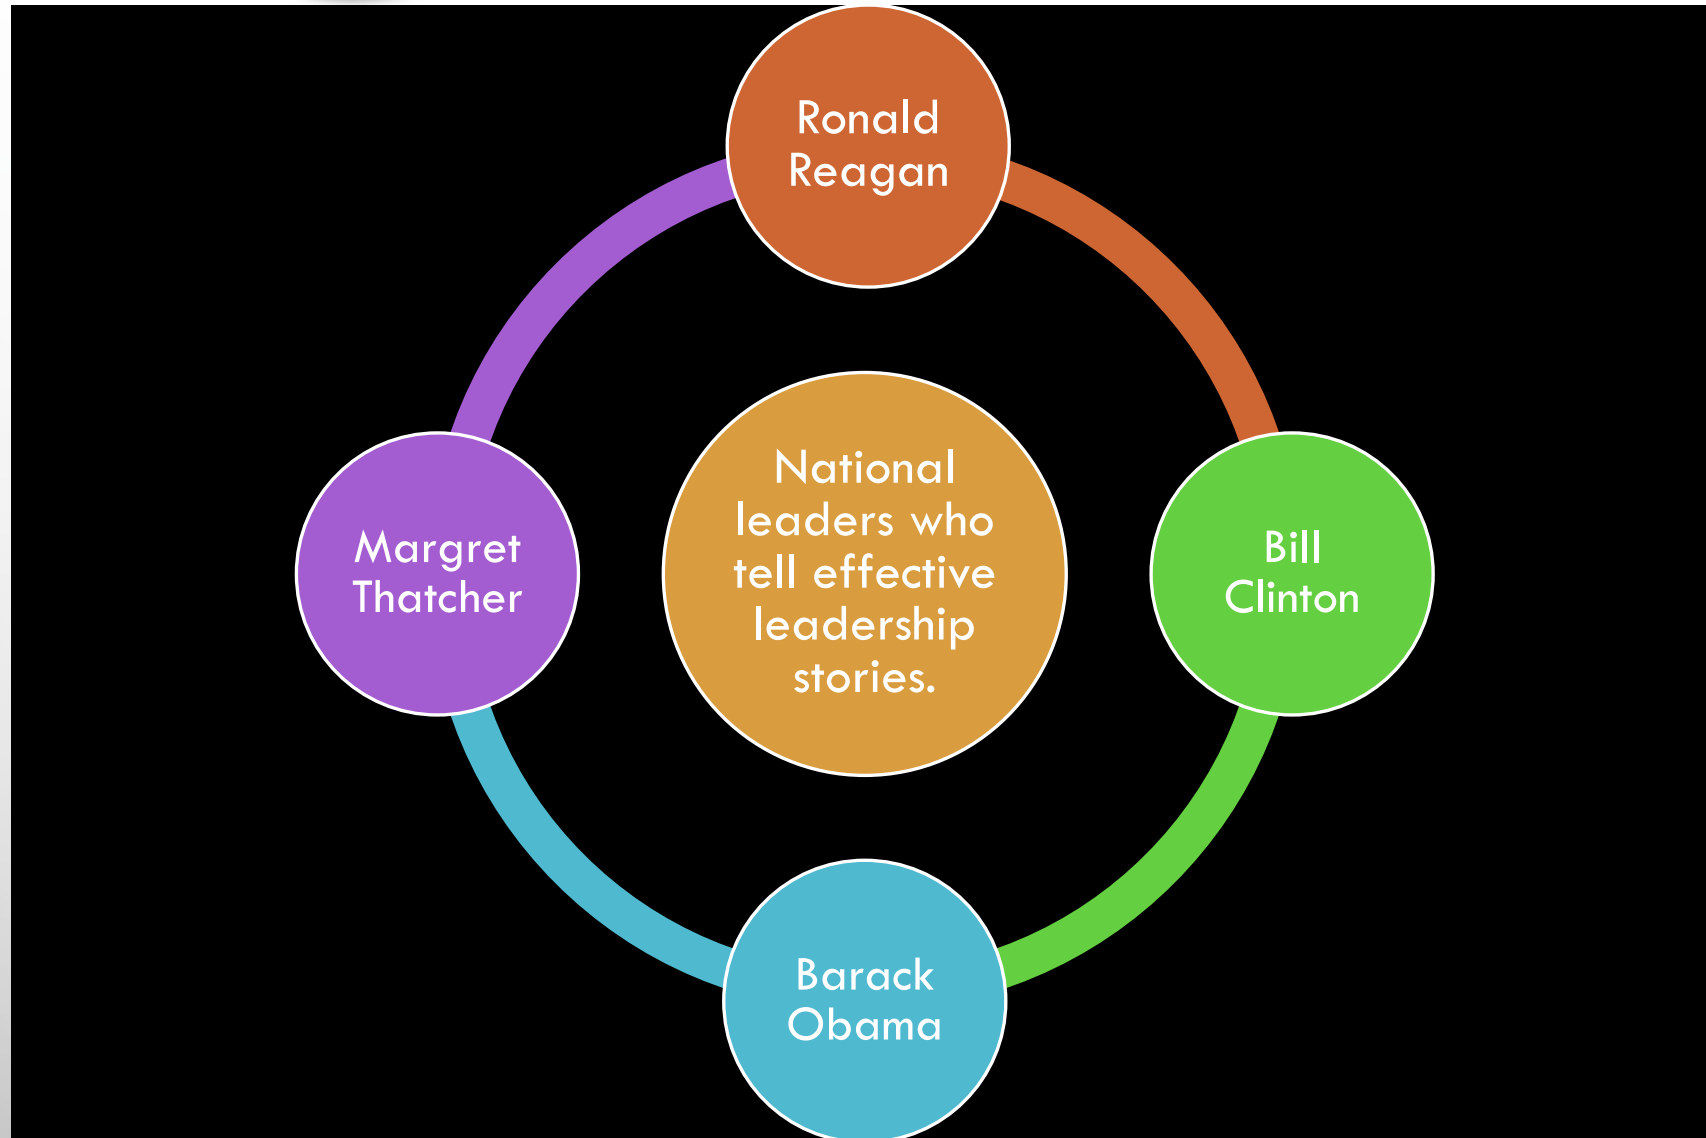 Ronald
Reagan
National
leaders who
tell effective
leadership
stories.
Margret
Thatcher
Bill
Clinton
Barack
Obama